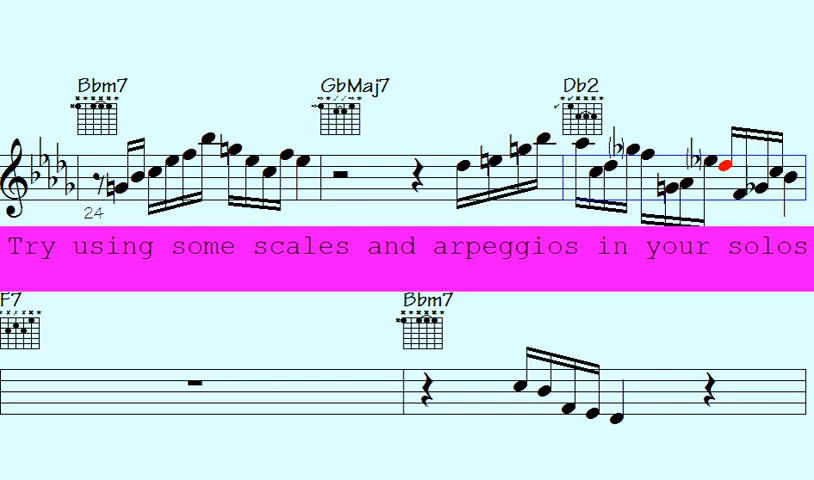 Bbm7 GbMaj7 Db2
24
Try using some scales and arpeggios in your solos
F7 Bbm7